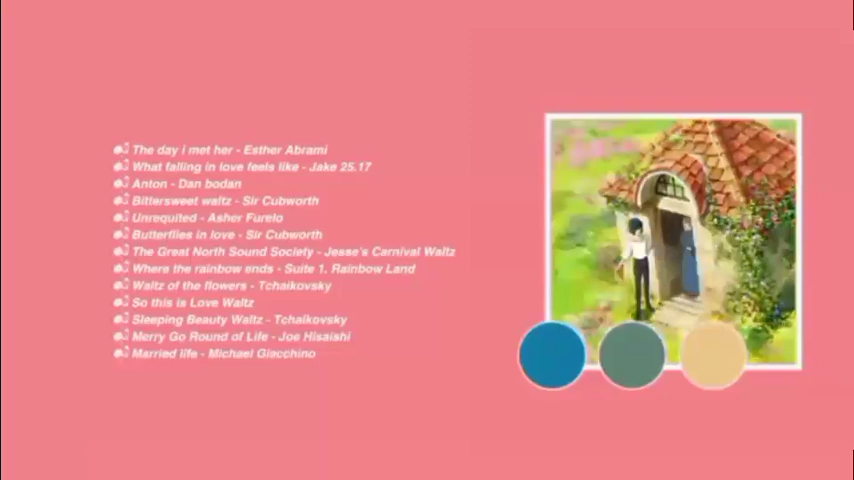 The day i met her - Esther Abrami
What falling in love feels like - Jake 25.17
Anton - Dan bodan
Bittersweet waltz - Sir Cubworth
Unrequited - Asher Furelo
Butterflies in love - Sir Cubworth
The Great North Sound Society - Jesse's Carnival Waltz
Where the rainbow ends - Suite 1. Rainbow Land
Waltz of the flowers - Tchaikovsky
So this is Love Waltz
Sleeping Beauty Waltz - Tchaikovsky
Merry Go Round of Life - Joe Hisaishi
Married life - Michael Giacchino